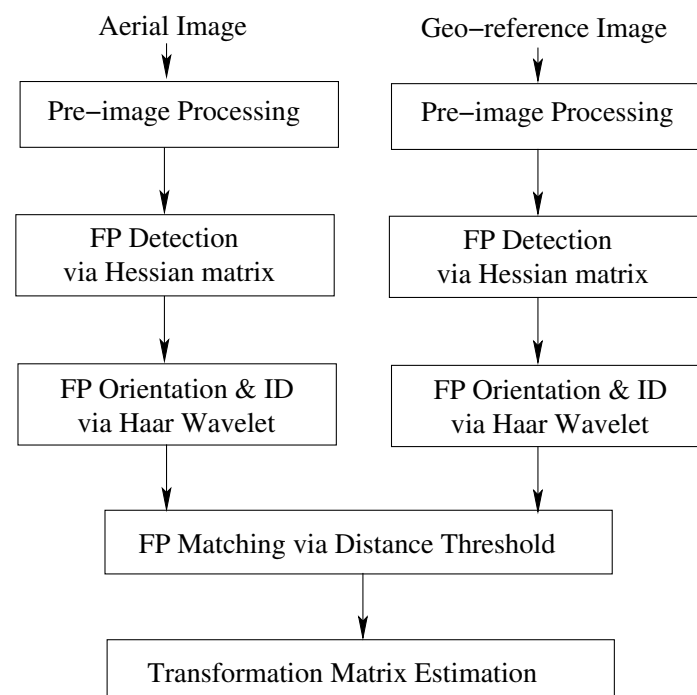 Aerial Image
Geo−reference Image
Pre−image Processing
Pre−image Processing
FP Detection
via Hessian matrix
FP Detection
via Hessian matrix
FP Orientation & ID
via Haar Wavelet
FP Orientation & ID
via Haar Wavelet
FP Matching via Distance Threshold
Transformation Matrix Estimation